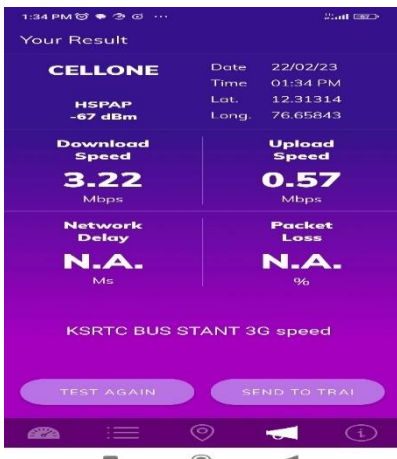 1:34 PM
Your Result
CELLONE
HSPAP
-67 dBm
Date 22/02/23
Time 01:34 PM
Lat. 12.31314
Long. 76.65843
Download Speed
3.22
Mbps
Upload Speed
0.57
Mbps
Network Delay
N.A.
Ms
Packet Loss
N.A.
%
KSRTC BUS STANT 3G speed
TEST AGAIN
SEND TO TRAI